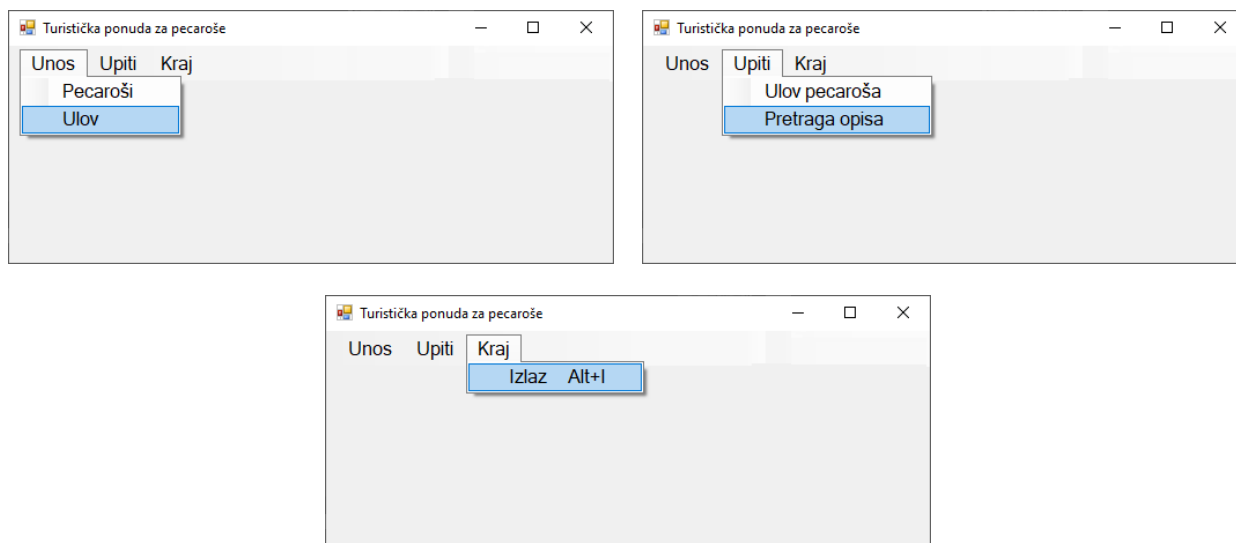 Turistička ponuda za pecaroše
Unos Upiti Kraj
Pecaroši
Ulov
Turistička ponuda za pecaroše
Unos Upiti Kraj
Ulov pecaroša
Pretraga opisa
Turistička ponuda za pecaroše
Unos Upiti Kraj
Izlaz Alt+I